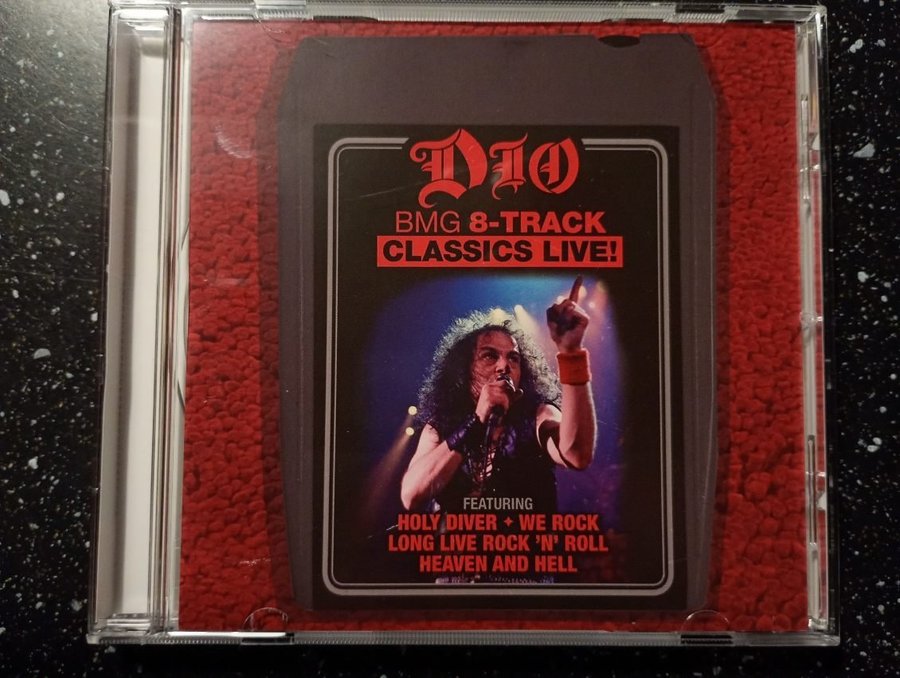 DIO
BMG 8-TRACK
CLASSICS LIVE!
FEATURING
HOLY DIVER ✦ WE ROCK
LONG LIVE ROCK 'N' ROLL
HEAVEN AND HELL